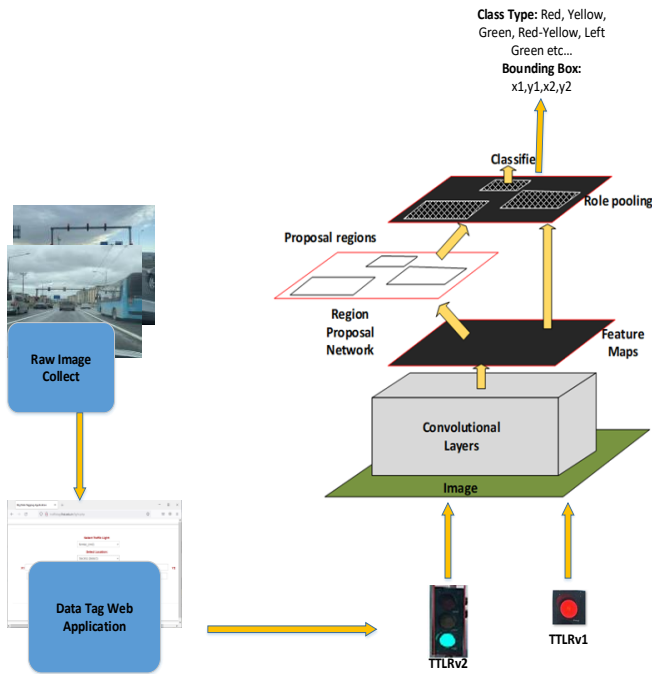 Class Type: Red, Yellow,
Green, Red-Yellow, Left
Green etc...
Bounding Box:
x1,y1,x2,y2
Classifie
Role pooling
Proposal regions
Region
Proposal
Network
Feature
Maps
Raw Image
Collect
Convolutional
Layers
Image
Data Tag Web
Application
TTLRv2
TTLRv1